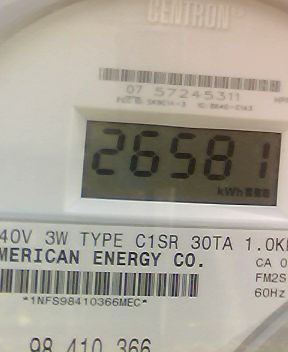 CENTRON®
07 57245311
26581
kWh
40V 3W TYPE C1SR 30TA 1.0K
MERICAN ENERGY CO.
CA 0
FM2S
*1NFS98410366MEC*
60Hz
98 410 366